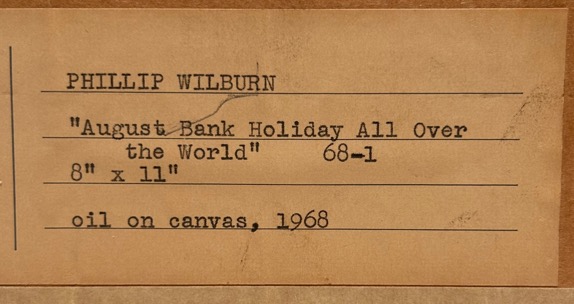 PHILLIP WILBURN
"August Bank Holiday All Over
the World" 68-1
8" x 11"
oil on canvas, 1968